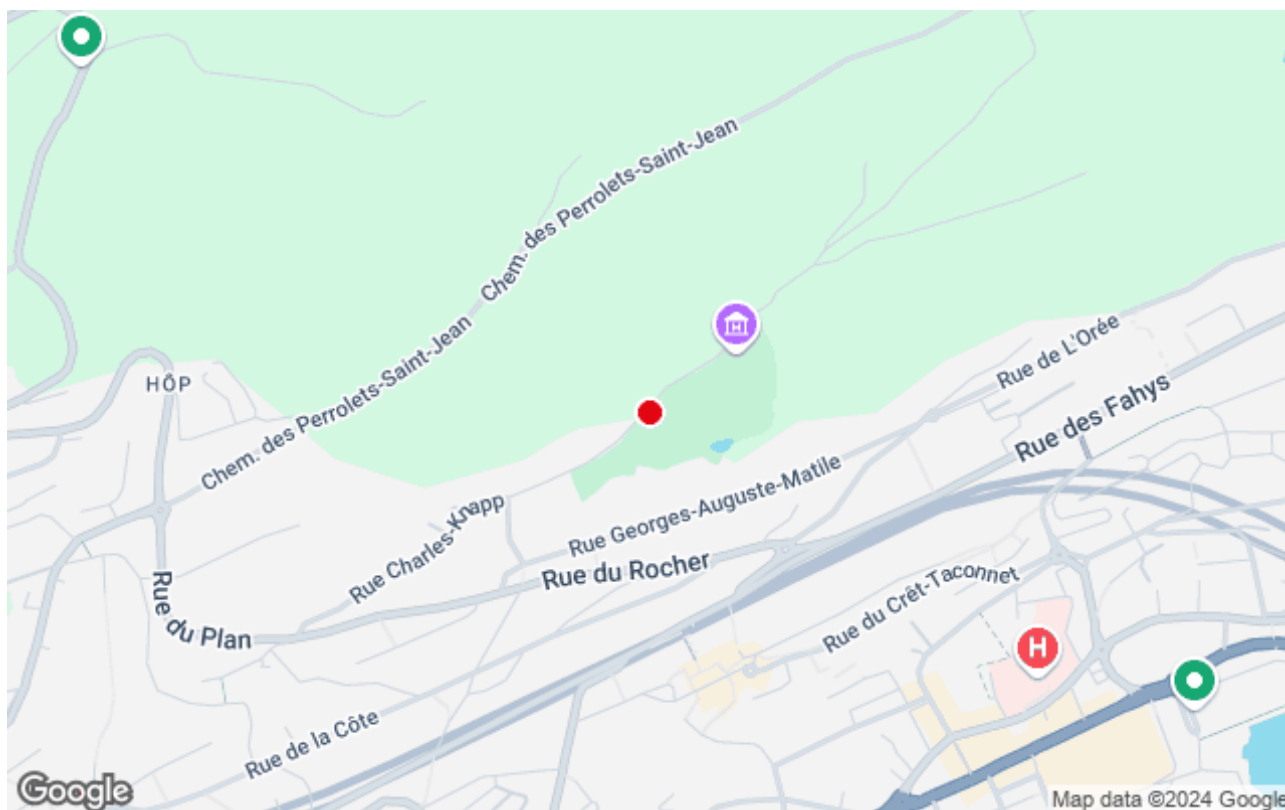 Chem. des Perrolets-Saint-Jean
H
Rue de L'Orée
HÔP
Chem. des Perrolets-Saint-Jean
Rue des Fahys
Rue Georges-Auguste-Matile
Rue Charles-Knapp
Rue du Rocher
Rue du Crêt-Taconnet
Rue du Plan
H
Rue de la Côte
Google
Map data ©2024 Google